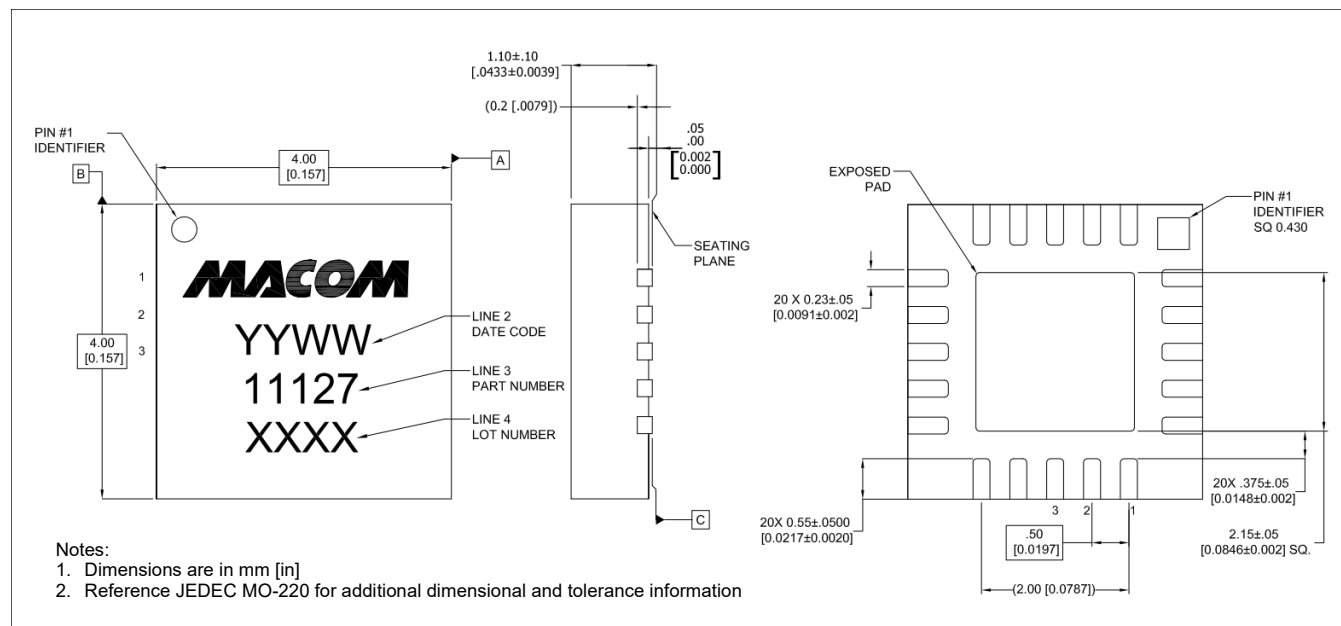 1.10±.10
[.0433±0.0039]
(0.2 [.0079])
.05
.00
[0.002
0.000]
PIN #1
IDENTIFIER
4.00
[0.157]
A
B
EXPOSED
PAD
PIN #1
IDENTIFIER
SQ 0.430
SEATING
PLANE
1
2
3
MACOM
YYWW
11127
XXXX
LINE 2
DATE CODE
LINE 3
PART NUMBER
LINE 4
LOT NUMBER
4.00
[0.157]
20 X 0.23±.05
[0.0091±0.002]
C
20X 0.55±.0500
[0.0217±0.0020]
3
2
1
.50
[0.0197]
(2.00 [0.0787])
20X .375±.05
[0.0148±0.002]
2.15±.05
[0.0846±0.002] SQ.
Notes:
1. Dimensions are in mm [in]
2. Reference JEDEC MO-220 for additional dimensional and tolerance information